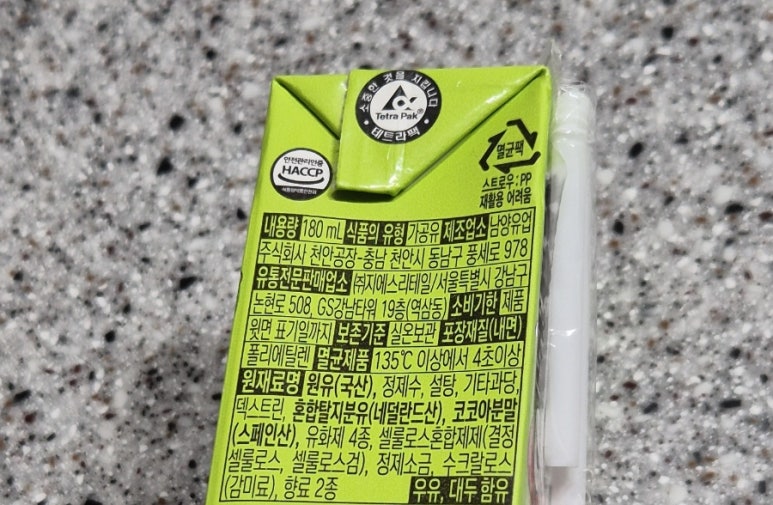 소중한 것을 지킵니다
Tetra Pak®
테트라팩
안전관리인증
HACCP
식품의약품안전처
멸균팩
스트로우: PP
재활용 어려움
내용량 180 mL 식품의 유형 가공유 제조업소 남양유업
주식회사 천안공장-충남 천안시 동남구 풍세로 978
유통전문판매업소 ㈜지에스리테일/서울특별시 강남구
논현로 508, GS강남타워 19층(역삼동) 소비기한 제품
윗면 표기일까지 보존기준 실온보관 포장재질(내면)
폴리에틸렌 멸균제품 135℃ 이상에서 4초이상
원재료명 원유(국산), 정제수, 설탕, 기타과당,
덱스트린, 혼합탈지분유(네덜란드산), 코코아분말
(스페인산), 유화제 4종, 셀룰로스혼합제제(결정
셀룰로스, 셀룰로스검), 정제소금, 수크랄로스
(감미료), 향료 2종 우유, 대두 함유